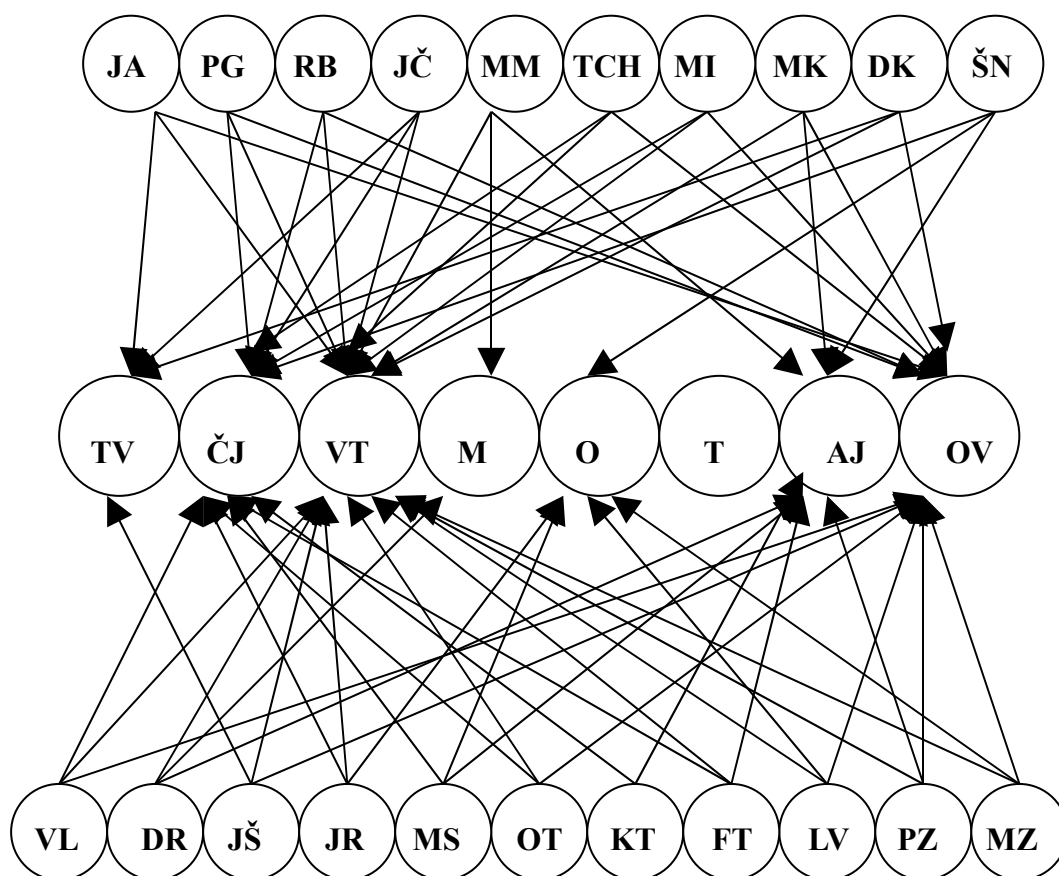 JA PG RB JČ MM TCH MI MK DK ŠN
TV ČJ VT M O T AJ OV
VL DR JŠ JR MS OT KT FT LV PZ MZ